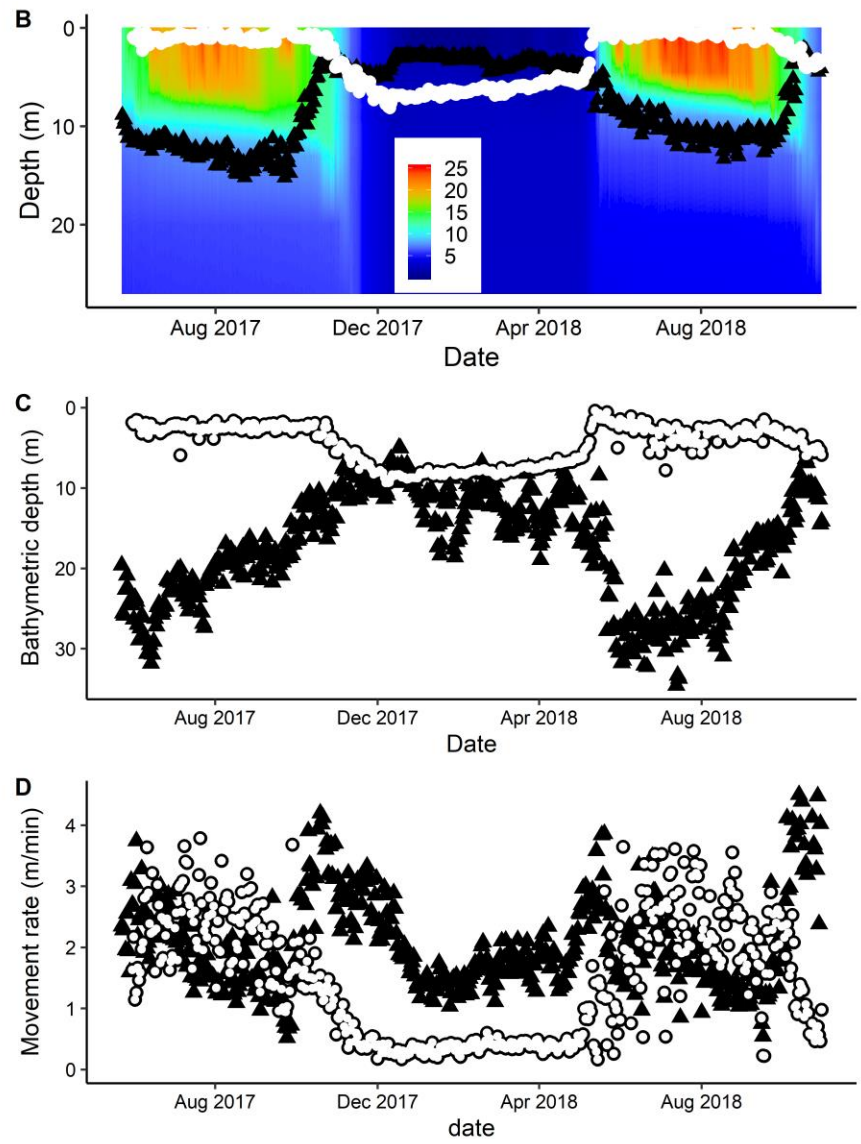 B
0
10
20
Depth (m)
25
20
15
10
5
Aug 2017 Dec 2017 Apr 2018 Aug 2018
Date
C
0
10
20
30
Bathymetric depth (m)
Aug 2017 Dec 2017 Apr 2018 Aug 2018
Date
D
4
3
2
1
0
Movement rate (m/min)
Aug 2017 Dec 2017 Apr 2018 Aug 2018
date